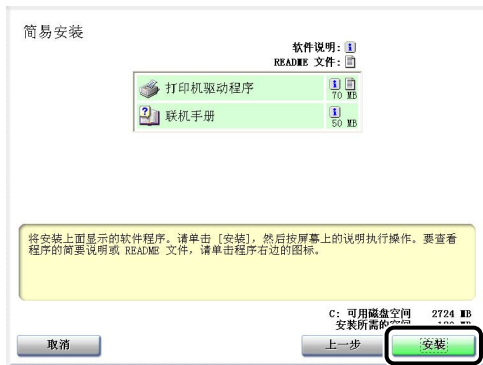 简易安装
软件说明:
README 文件:
打印机驱动程序
70 MB
联机手册
50 MB
将安装上面显示的软件程序。请单击 [安装]，然后按屏幕上的说明执行操作。要查看
程序的简要说明或 README 文件，请单击程序右边的图标。
C: 可用磁盘空间 2724 MB
安装所需的空间
取消
上一步
安装